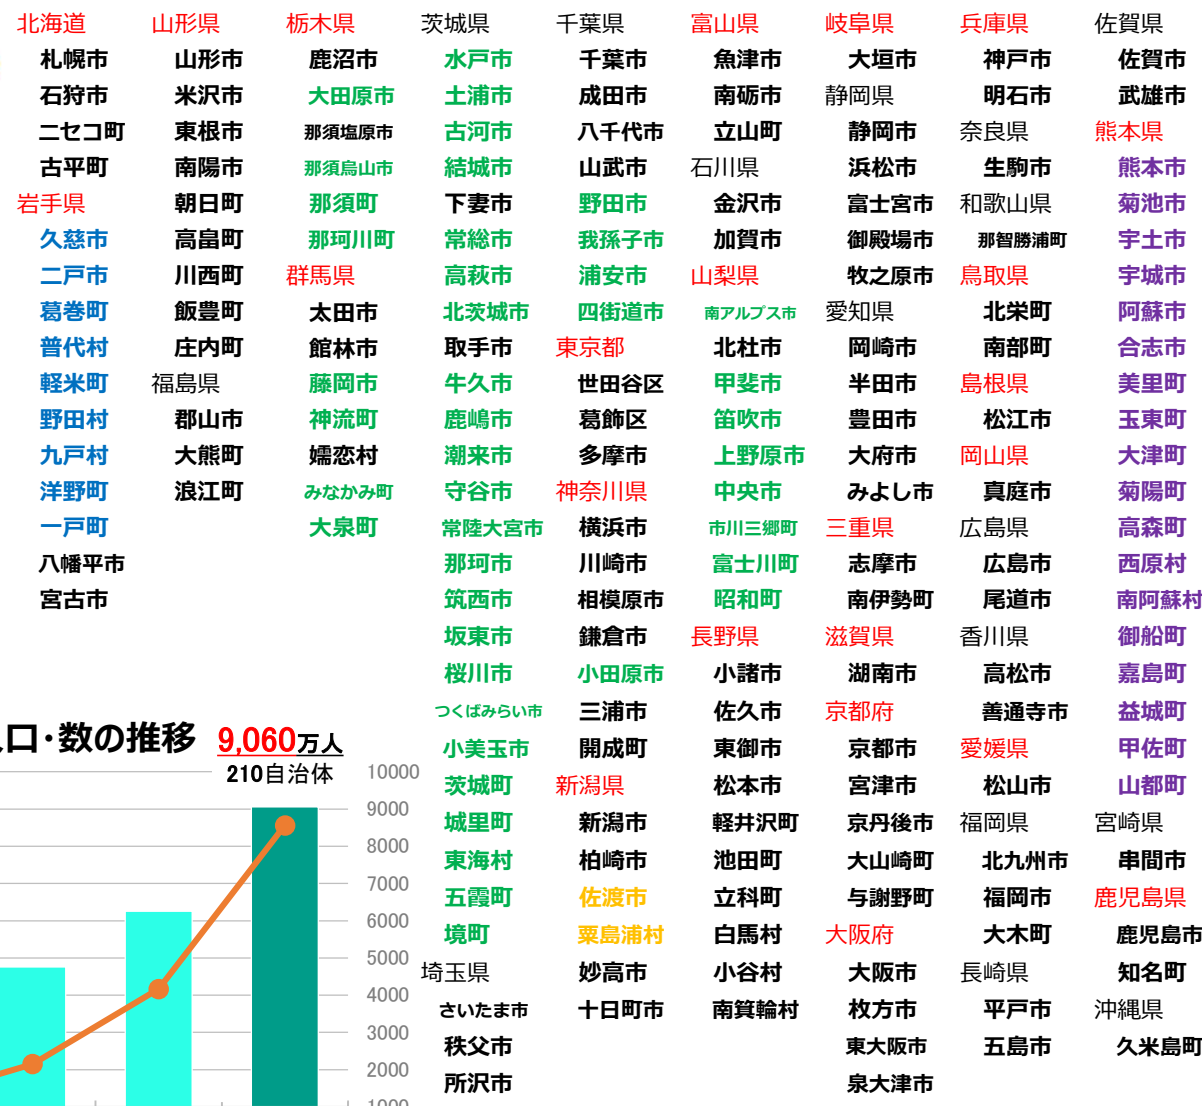 北海道
札幌市
石狩市
ニセコ町
古平町
岩手県
久慈市
二戸市
葛巻町
普代村
軽米町
野田村
九戸村
洋野町
一戸町
八幡平市
宮古市
山形県
山形市
米沢市
東根市
南陽市
朝日町
高畠町
川西町
飯豊町
庄内町
福島県
郡山市
大熊町
浪江町
栃木県
鹿沼市
大田原市
那須塩原市
那須烏山市
那須町
那珂川町
群馬県
太田市
館林市
藤岡市
神流町
嬬恋村
みなかみ町
大泉町
茨城県
水戸市
土浦市
古河市
結城市
下妻市
常総市
高萩市
北茨城市
取手市
牛久市
鹿嶋市
潮来市
守谷市
常陸大宮市
那珂市
筑西市
坂東市
桜川市
つくばみらい市
小美玉市
茨城町
城里町
東海村
五霞町
境町
埼玉県
さいたま市
秩父市
所沢市
千葉県
千葉市
成田市
八千代市
山武市
野田市
我孫子市
浦安市
四街道市
東京都
世田谷区
葛飾区
多摩市
神奈川県
横浜市
川崎市
相模原市
鎌倉市
小田原市
三浦市
開成町
新潟県
新潟市
柏崎市
佐渡市
粟島浦村
妙高市
十日町市
富山県
魚津市
南砺市
立山町
石川県
金沢市
加賀市
山梨県
南アルプス市
北杜市
甲斐市
笛吹市
上野原市
中央市
市川三郷町
富士川町
昭和町
長野県
小諸市
佐久市
東御市
松本市
軽井沢町
池田町
立科町
白馬村
小谷村
南箕輪村
岐阜県
大垣市
静岡県
静岡市
浜松市
富士宮市
御殿場市
牧之原市
愛知県
岡崎市
半田市
豊田市
大府市
みよし市
三重県
志摩市
南伊勢町
滋賀県
湖南市
京都府
京都市
宮津市
京丹後市
大山崎町
与謝野町
大阪府
大阪市
枚方市
東大阪市
泉大津市
兵庫県
神戸市
明石市
奈良県
生駒市
和歌山県
那智勝浦町
鳥取県
北栄町
南部町
島根県
松江市
岡山県
真庭市
広島県
広島市
尾道市
香川県
高松市
善通寺市
愛媛県
松山市
福岡県
北九州市
福岡市
大木町
長崎県
平戸市
五島市
佐賀県
佐賀市
武雄市
熊本県
熊本市
菊池市
宇土市
宇城市
阿蘇市
合志市
美里町
玉東町
大津町
菊陽町
高森町
西原村
南阿蘇村
御船町
嘉島町
益城町
甲佐町
山都町
宮崎県
串間市
鹿児島県
鹿児島市
知名町
沖縄県
久米島町
口・数の推移 9,060万人
210自治体
10000
9000
8000
7000
6000
5000
4000
3000
2000
1000